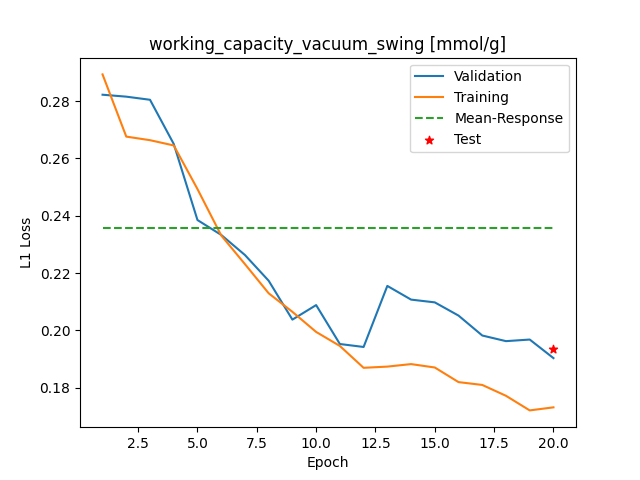 working_capacity_vacuum_swing [mmol/g]
Validation
Training
Mean-Response
Test
L1 Loss
0.28
0.26
0.24
0.22
0.20
0.18
2.5 5.0 7.5 10.0 12.5 15.0 17.5 20.0
Epoch